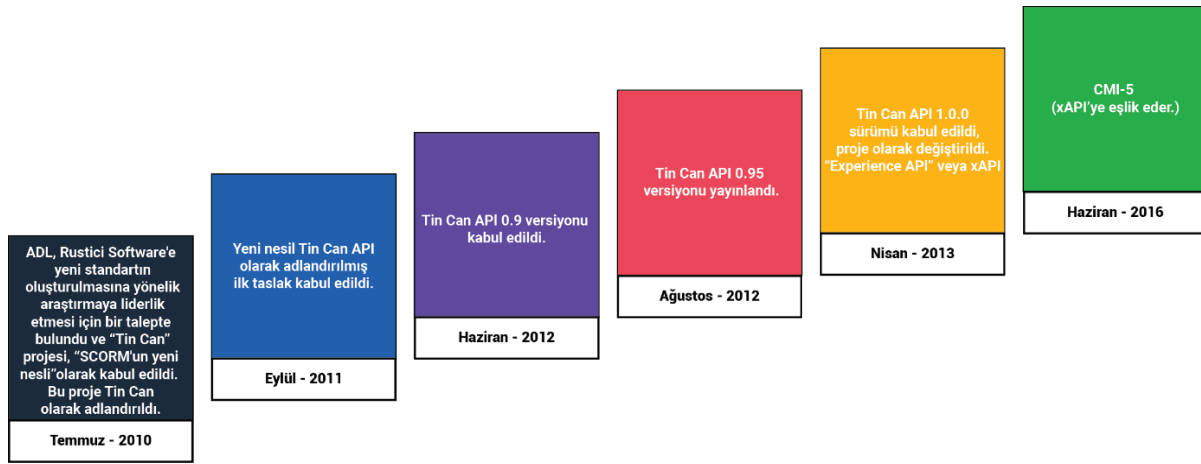 ADL, Rustici Software'e
yeni standartın
oluşturulmasına yönelik
araştırmaya liderlik
etmesi için bir talepte
bulundu ve “Tin Can”
projesi, “SCORM'un yeni
nesli”olarak kabul edildi.
Bu proje Tin Can
olarak adlandırıldı.
Temmuz - 2010
Yeni nesil Tin Can API
olarak adlandırılmış
ilk taslak kabul edildi.
Eylül - 2011
Tin Can API 0.9 versiyonu
kabul edildi.
Haziran - 2012
Tin Can API 0.95
versiyonu yayınlandı.
Ağustos - 2012
Tin Can API 1.0.0
sürümü kabul edildi,
proje olarak değiştirildi.
“Experience API” veya xAPI
Nisan - 2013
CMI-5
(xAPI’ye eşlik eder.)
Haziran - 2016